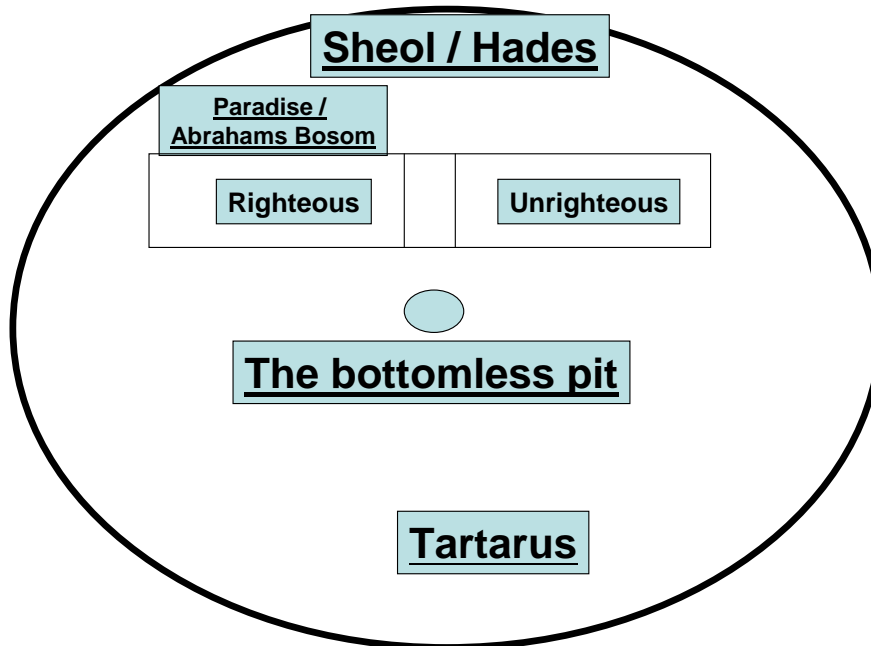 Sheol / Hades
Paradise /
Abrahams Bosom
Righteous
Unrighteous
The bottomless pit
Tartarus